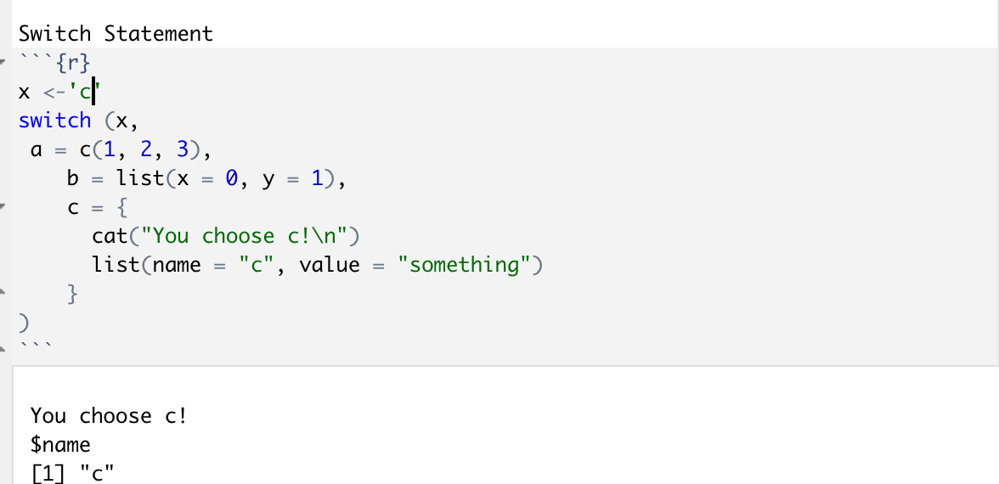 Switch Statement
```{r}
x <-'c'
switch (x,
 a = c(1, 2, 3),
    b = list(x = 0, y = 1),
    c = {
      cat("You choose c!\n")
      list(name = "c", value = "something")
    }
)
```
You choose c!
$name
[1] "c"